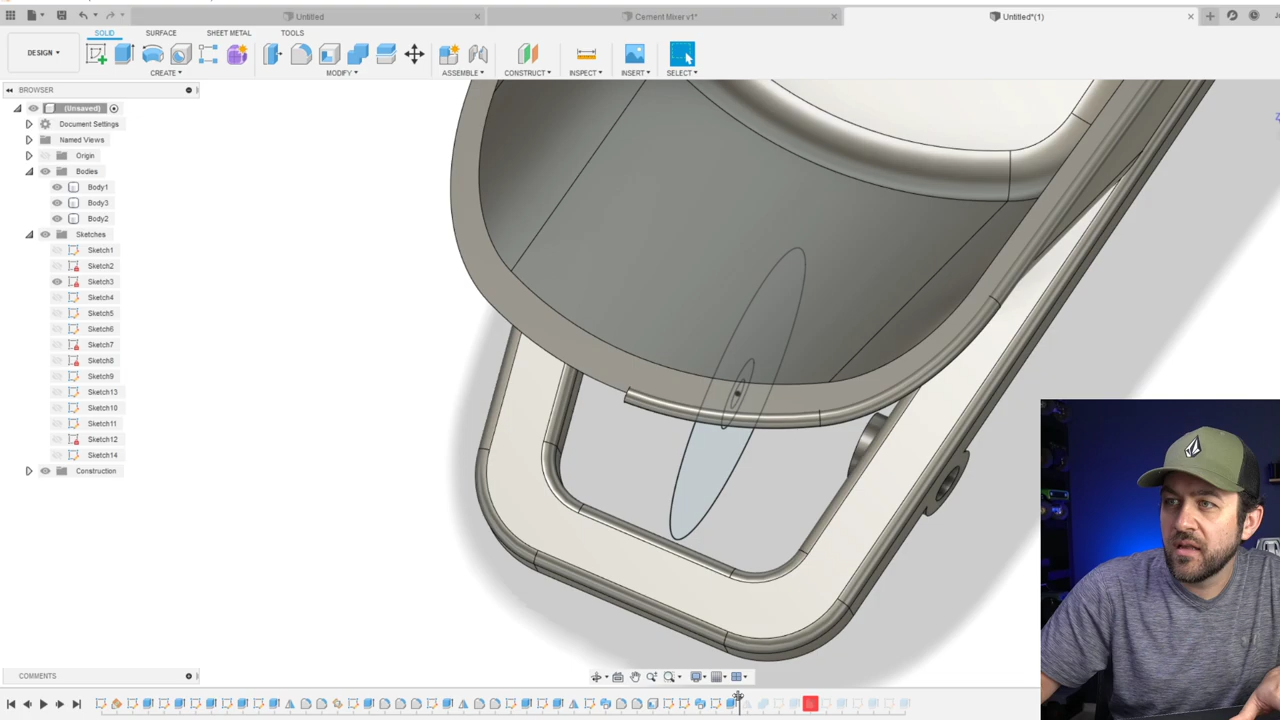 Untitled
Cement Mixer v1*
Untitled*(1)
SOLID
SURFACE
SHEET METAL
TOOLS
DESIGN
CREATE
MODIFY
ASSEMBLE
CONSTRUCT
INSPECT
INSERT
SELECT
BROWSER
(Unsaved)
Document Settings
Named Views
Origin
Bodies
Body1
Body3
Body2
Sketches
Sketch1
Sketch2
Sketch3
Sketch4
Sketch5
Sketch6
Sketch7
Sketch8
Sketch9
Sketch13
Sketch10
Sketch11
Sketch12
Sketch14
Construction
COMMENTS